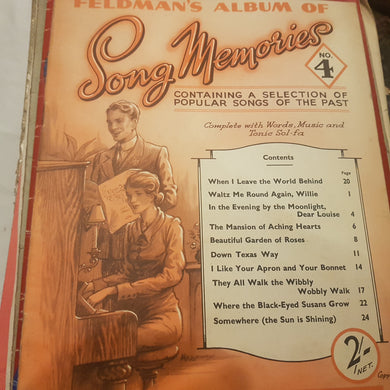 FELDMAN'S ALBUM OF
Song Memories
NO. 4
CONTAINING A SELECTION OF
POPULAR SONGS OF THE PAST
Complete with Words, Music and
Tonic Sol-fa
Contents
Page
When I Leave the World Behind 20
Waltz Me Round Again, Willie 1
In the Evening by the Moonlight,
Dear Louise 4
The Mansion of Aching Hearts 6
Beautiful Garden of Roses 8
Down Texas Way 11
I Like Your Apron and Your Bonnet 14
They All Walk the Wibbly
Wobbly Walk 17
Where the Black-Eyed Susans Grow 22
Somewhere (the Sun is Shining) 24
2/-
NET.